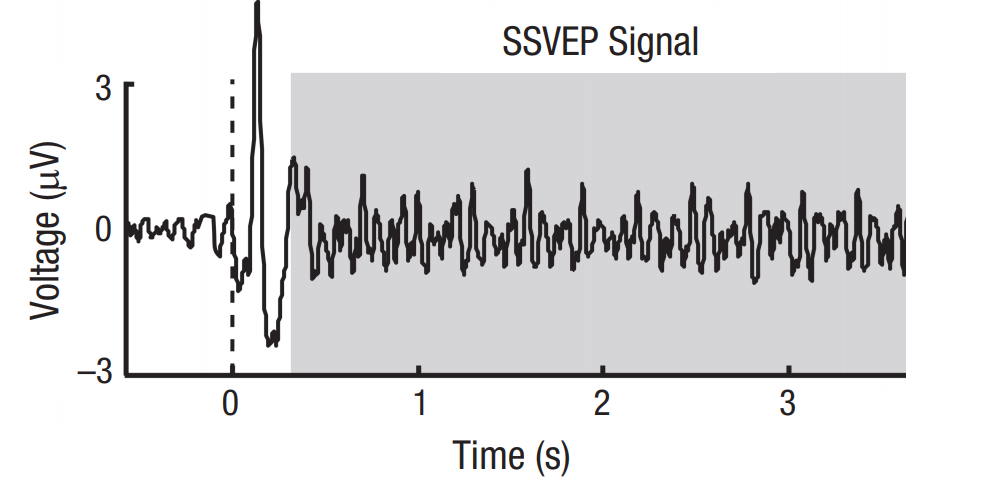 SSVEP Signal
3
0
–3
Voltage (μV)
0 1 2 3
Time (s)